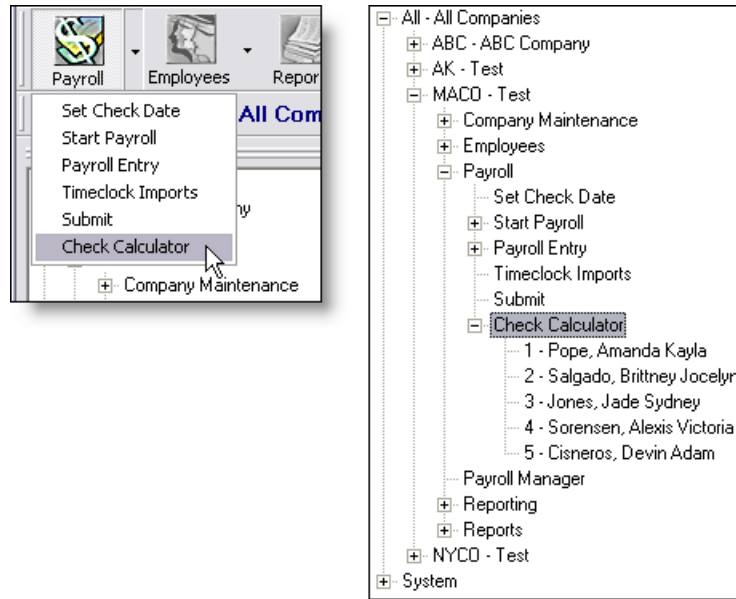 Payroll Employees Repor
Set Check Date
All Com
Start Payroll
Payroll Entry
Timeclock Imports
ny
Submit
Check Calculator
Company Maintenance
All - All Companies
ABC - ABC Company
AK - Test
MACO - Test
Company Maintenance
Employees
Payroll
Set Check Date
Start Payroll
Payroll Entry
Timeclock Imports
Submit
Check Calculator
1 - Pope, Amanda Kayla
2 - Salgado, Brittney Jocelyn
3 - Jones, Jade Sydney
4 - Sorensen, Alexis Victoria
5 - Cisneros, Devin Adam
Payroll Manager
Reporting
Reports
NYCO - Test
System